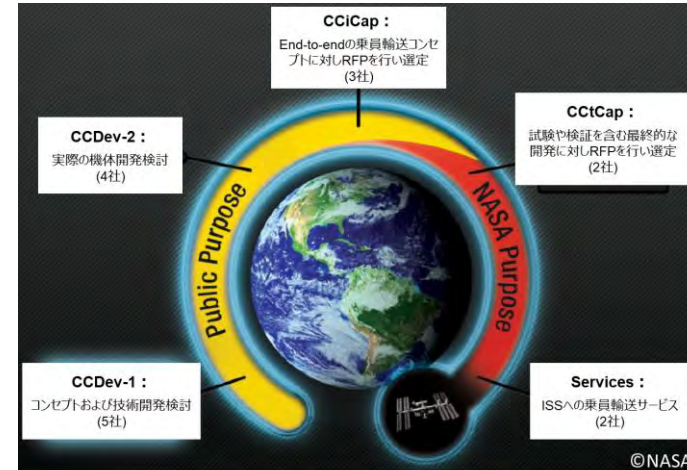 CCiCap：
End-to-endの乗員輸送コンセ
プトに対しRFPを行い選定
(3社)
CCDev-2：
実際の機体開発検討
(4社)
CCtCap：
試験や検証を含む最終的な
開発に対しRFPを行い選定
(2社)
Public Purpose
NASA Purpose
CCDev-1：
コンセプトおよび技術開発検討
(5社)
Services：
ISSへの乗員輸送サービス
(2社)
©NASA